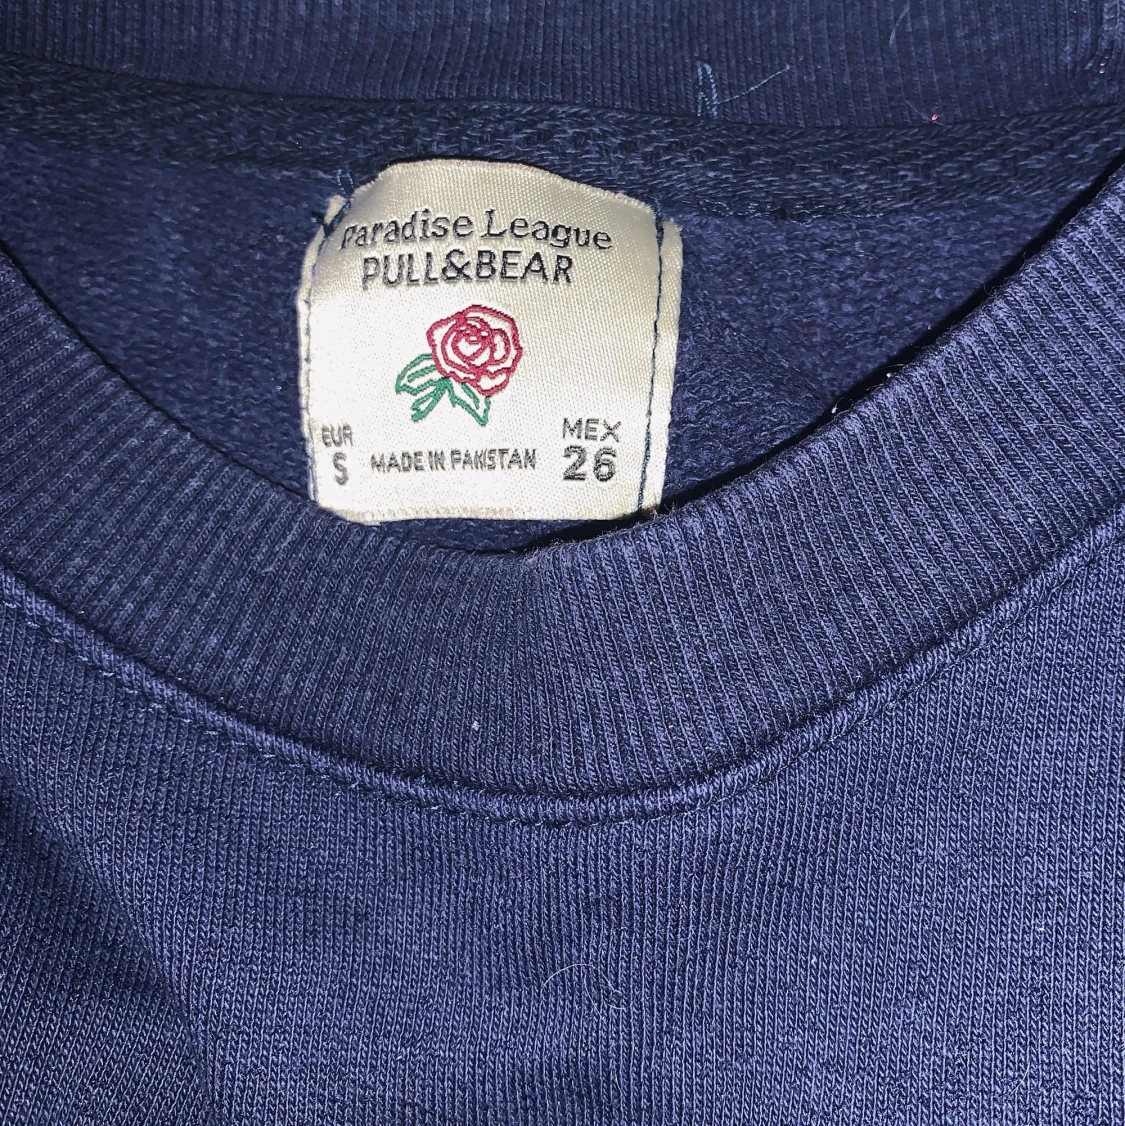 Paradise League
PULL&BEAR
EUR MEX
S MADE IN PAKISTAN 26